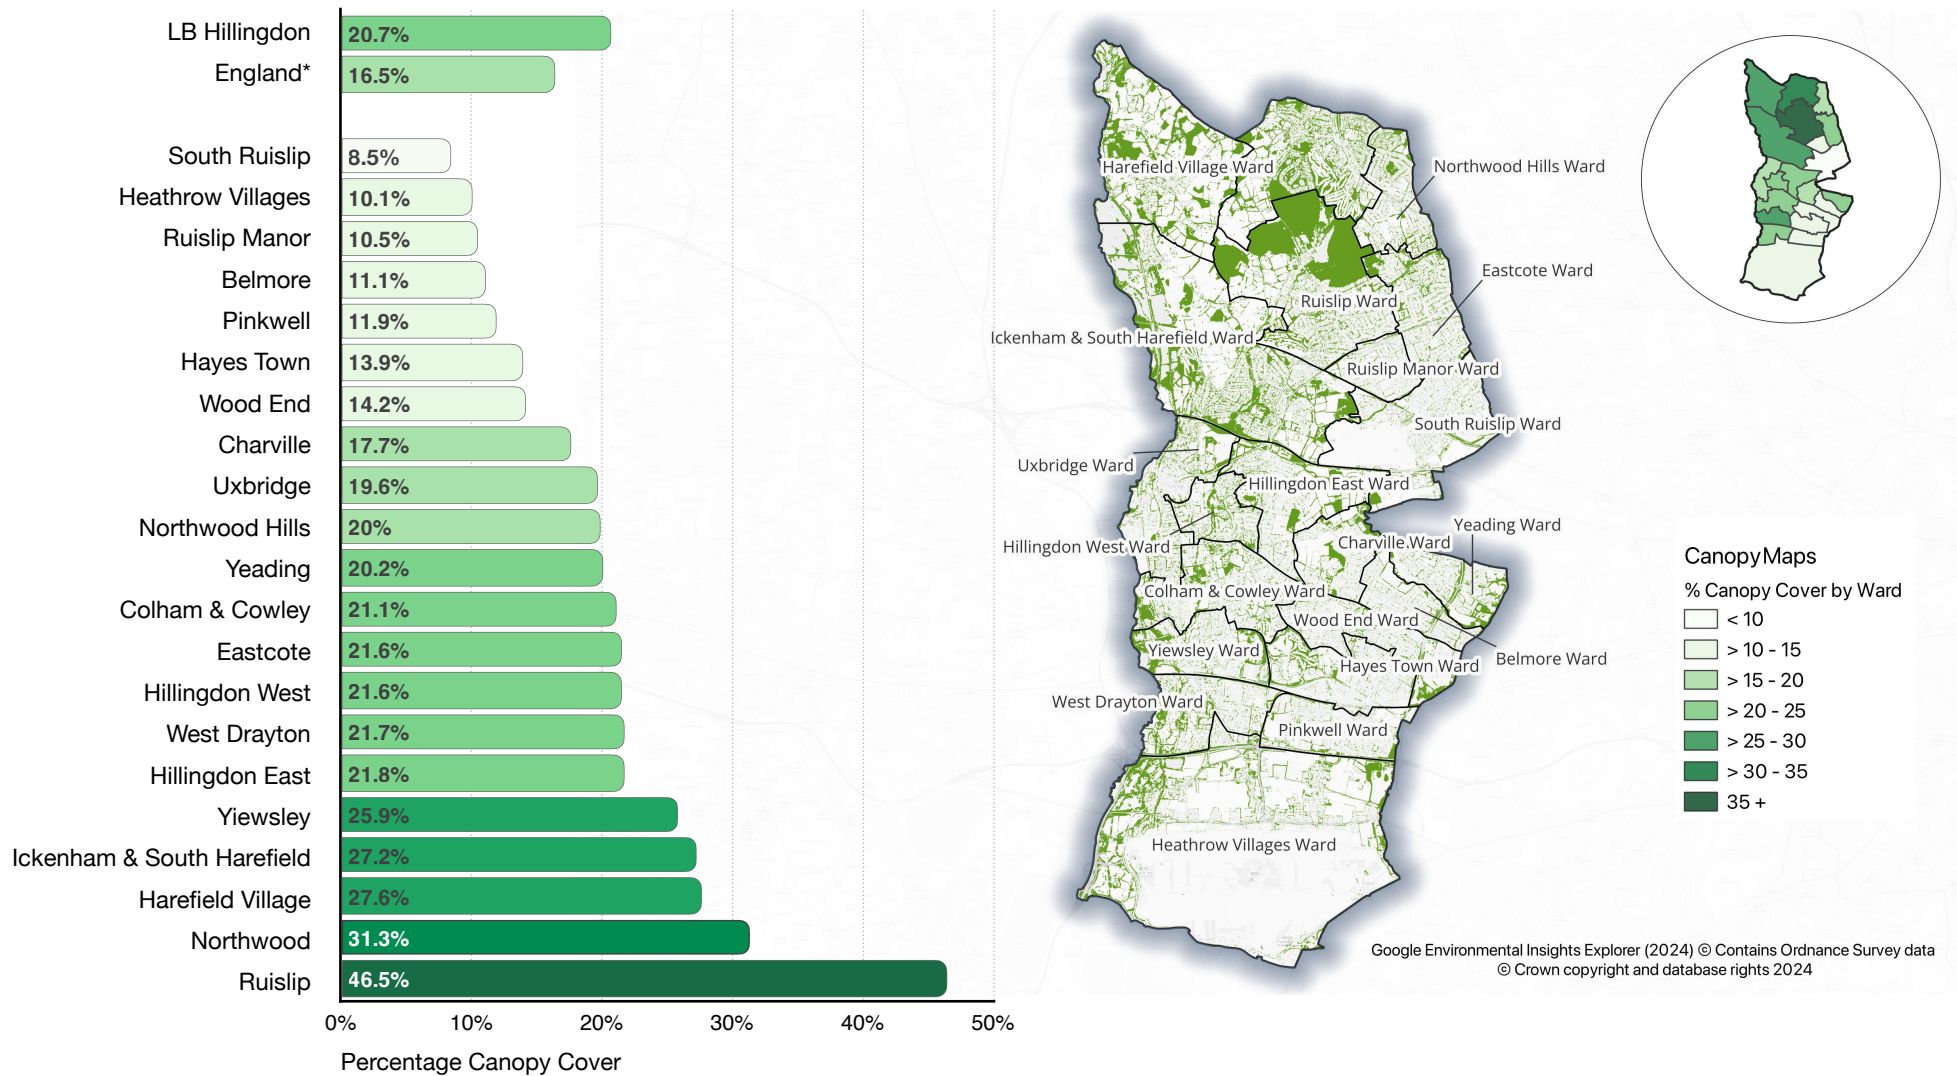 LB Hillingdon 20.7%
England* 16.5%
South Ruislip 8.5%
Heathrow Villages 10.1%
Ruislip Manor 10.5%
Belmore 11.1%
Pinkwell 11.9%
Hayes Town 13.9%
Wood End 14.2%
Charville 17.7%
Uxbridge 19.6%
Northwood Hills 20%
Yeading 20.2%
Colham & Cowley 21.1%
Eastcote 21.6%
Hillingdon West 21.6%
West Drayton 21.7%
Hillingdon East 21.8%
Yiewsley 25.9%
Ickenham & South Harefield 27.2%
Harefield Village 27.6%
Northwood 31.3%
Ruislip 46.5%
0% 10% 20% 30% 40% 50%
Percentage Canopy Cover
Harefield Village Ward
Northwood Hills Ward
Eastcote Ward
Ruislip Ward
Ickenham & South Harefield Ward
Ruislip Manor Ward
South Ruislip Ward
Uxbridge Ward
Hillingdon East Ward
Yeading Ward
Hillingdon West Ward
Charville Ward
Colham & Cowley Ward
Wood End Ward
Yiewsley Ward
Hayes Town Ward
Belmore Ward
West Drayton Ward
Pinkwell Ward
Heathrow Villages Ward
Canopy Maps
% Canopy Cover by Ward
< 10
> 10 - 15
> 15 - 20
> 20 - 25
> 25 - 30
> 30 - 35
35 +
Google Environmental Insights Explorer (2024) © Contains Ordnance Survey data
© Crown copyright and database rights 2024